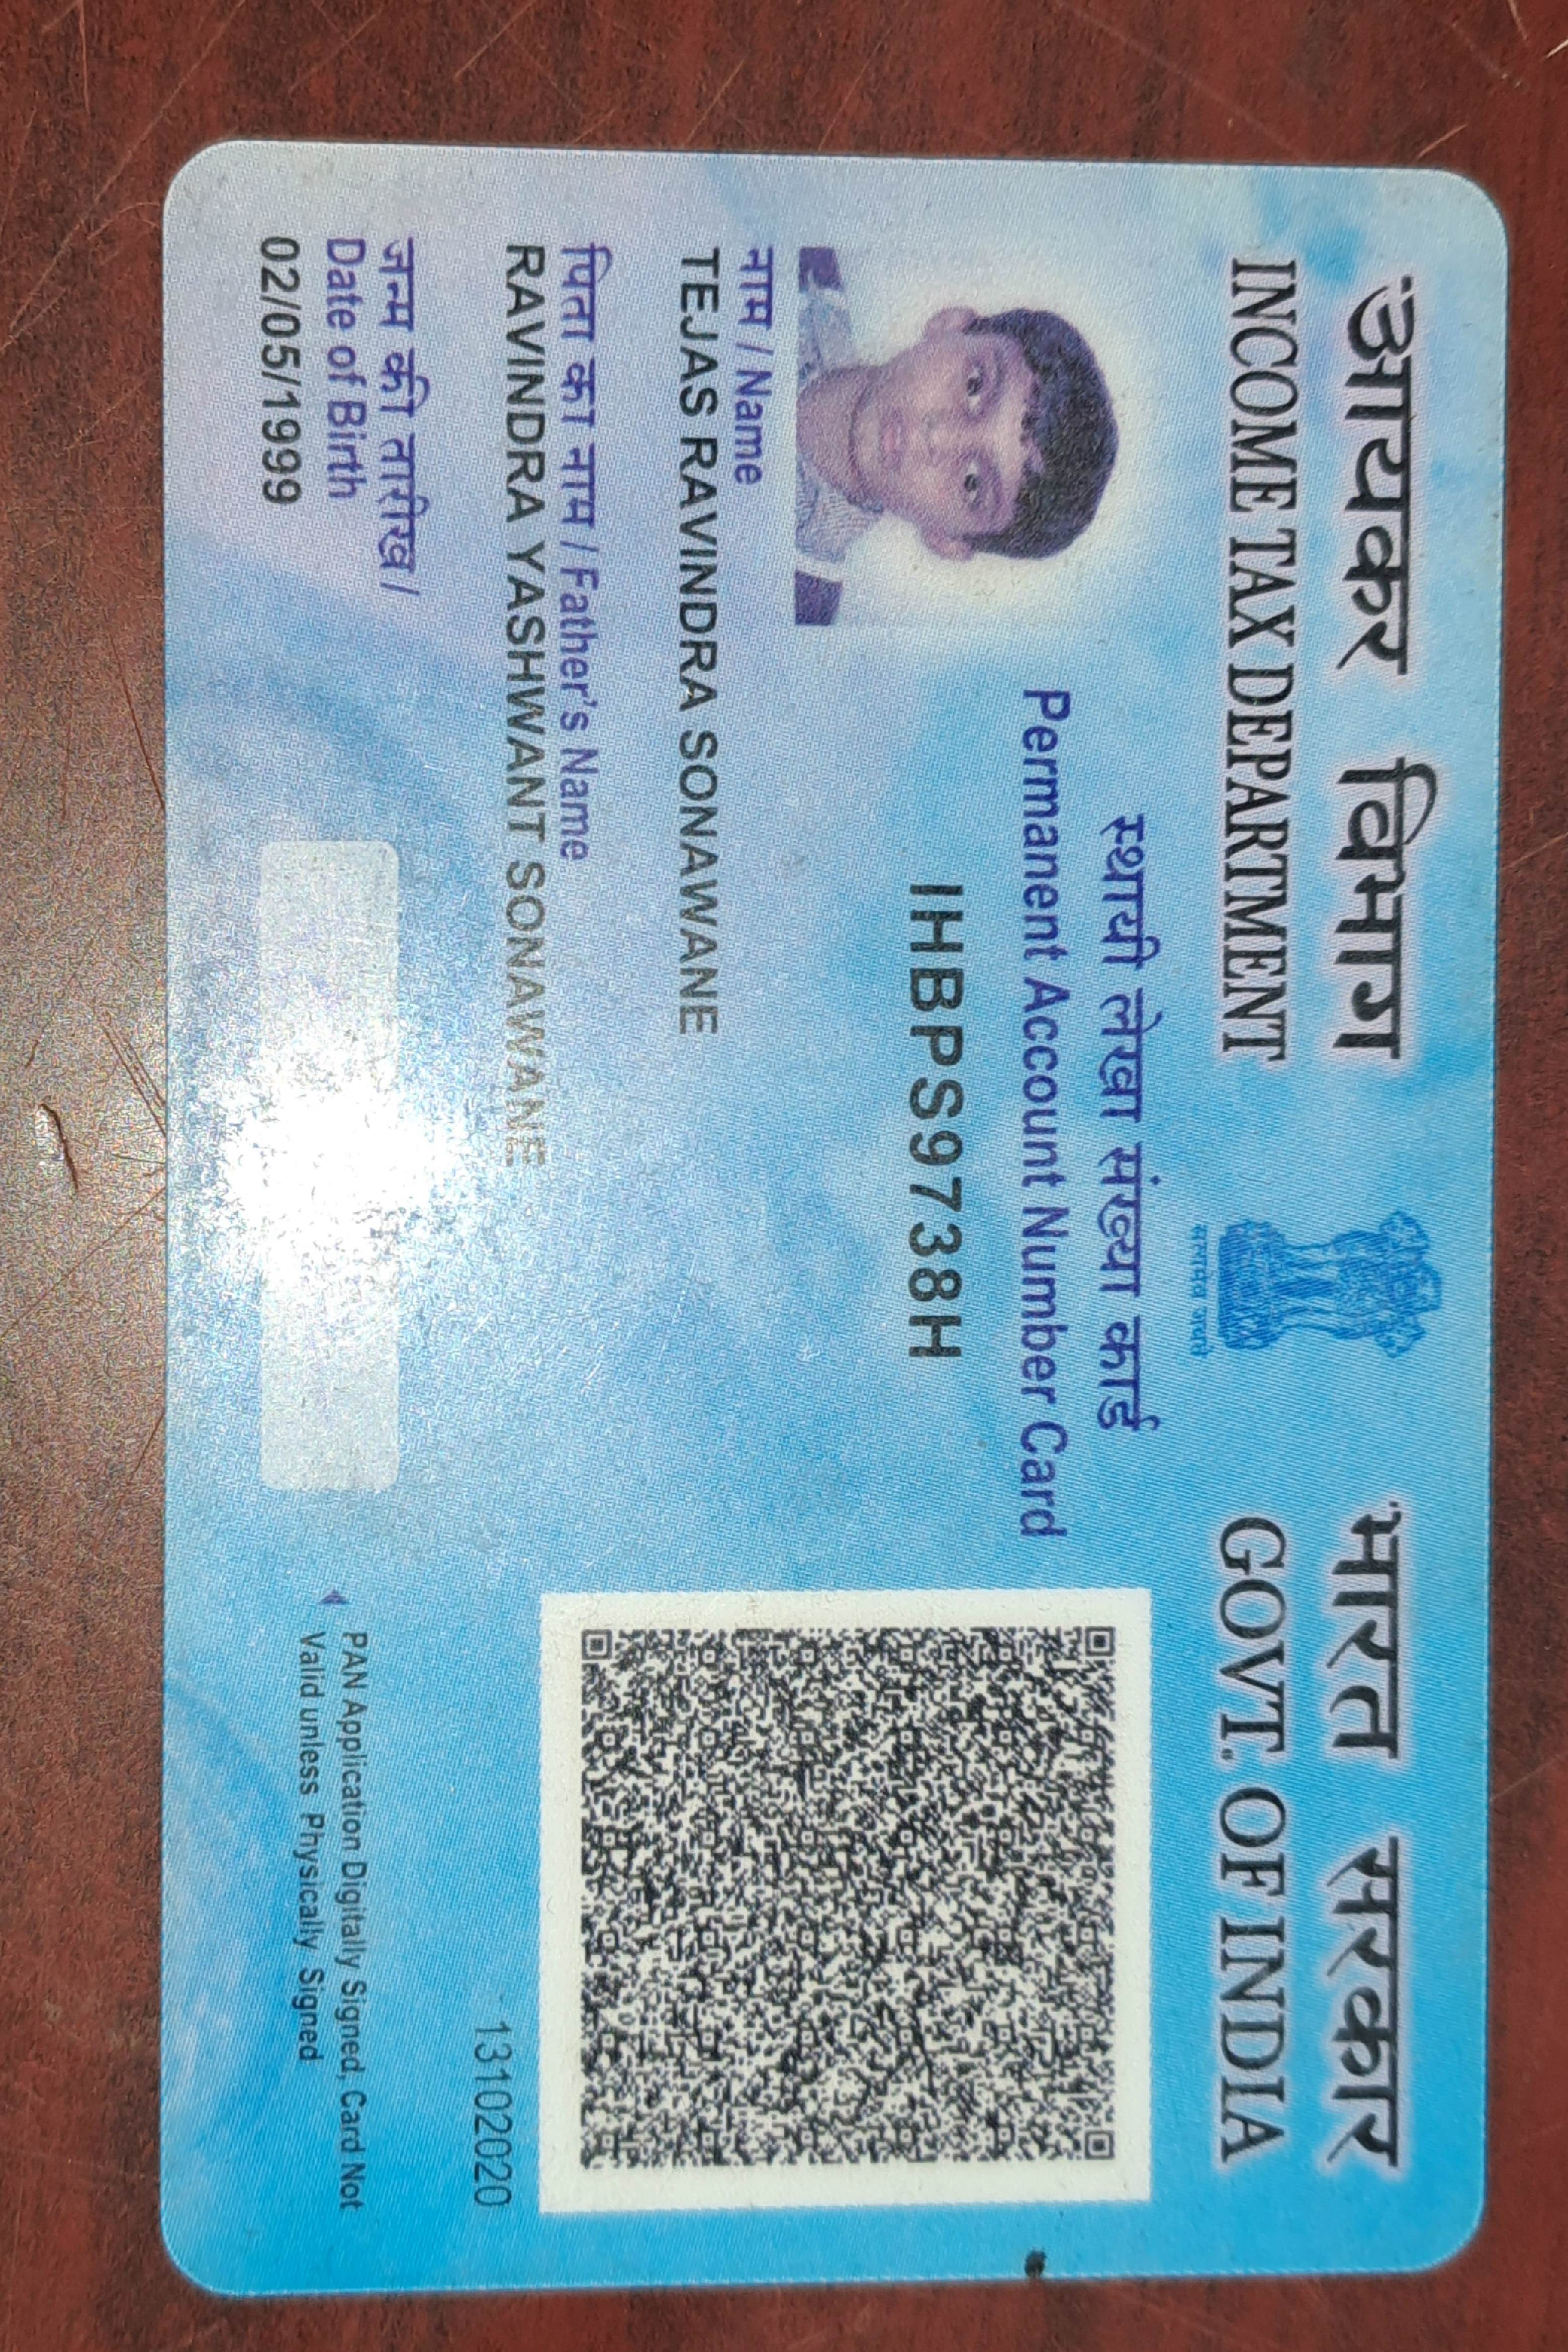 आयकर विभाग
INCOME TAX DEPARTMENT
भारत सरकार
GOVT. OF INDIA
सत्यमेव जयते
स्थायी लेखा संख्या कार्ड
Permanent Account Number Card
IHBPS9738H
नाम / Name
TEJAS RAVINDRA SONAWANE
पिता का नाम / Father's Name
RAVINDRA YASHWANT SONAWANE
जन्म की तारीख /
Date of Birth
02/05/1999
13102020
PAN Application Digitally Signed, Card Not
Valid unless Physically Signed